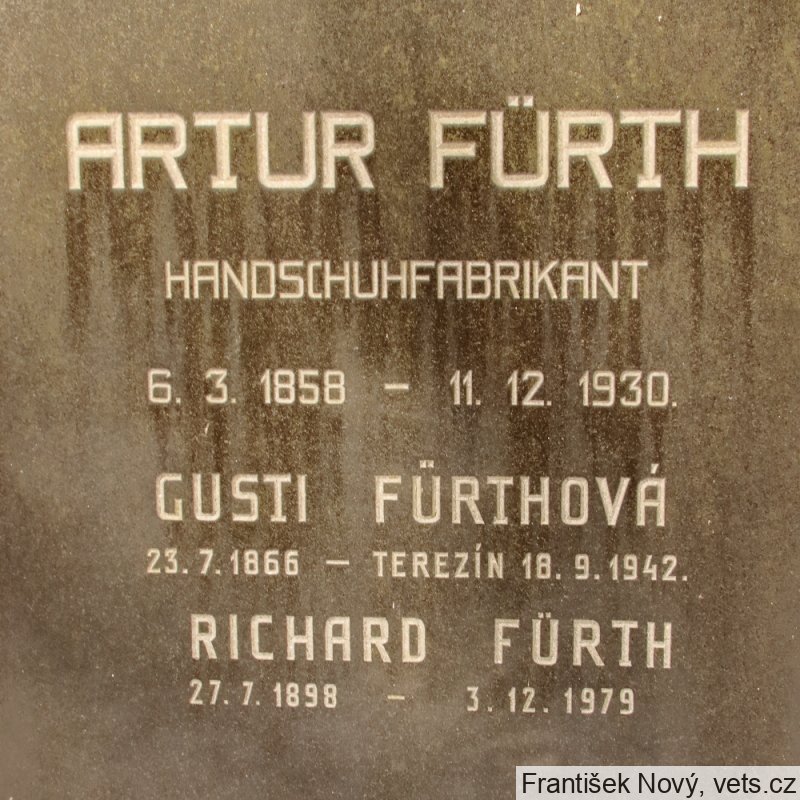 ARTUR FÜRTH
HANDSCHUHFABRIKANT
6. 3. 1858 – 11. 12. 1930.
GUSTI FÜRTHOVÁ
23. 7. 1866 – TEREZÍN 18. 9. 1942.
RICHARD FÜRTH
27. 7. 1898 – 3. 12. 1979
František Nový, vets.cz